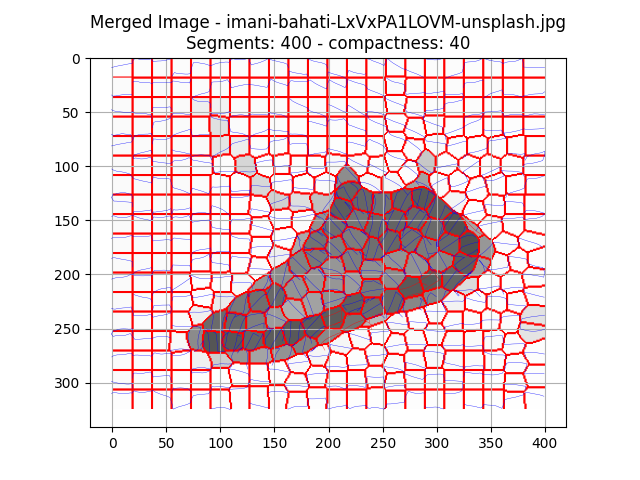 Merged Image - imani-bahati-LxVxPA1LOVM-unsplash.jpg
Segments: 400 - compactness: 40
0
50
100
150
200
250
300
0 50 100 150 200 250 300 350 400